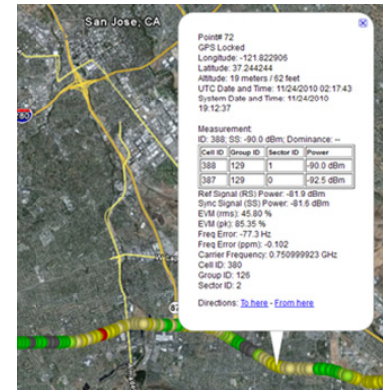 San Jose, CA
280
87
Point# 72
GPS Locked
Longitude: -121.822906
Latitude: 37.244244
Altitude: 19 meters / 62 feet
UTC Date and Time: 11/24/2010 02:17.43
System Date and Time: 11/24/2010
19:12:37
Measurement:
ID: 388; SS: -90.0 dBm; Dominance: --
Cell ID Group ID Sector ID Power
388 129 1 -90.0 dBm
387 129 0 -92.5 dBm
Ref Signal (RS) Power: -81.9 dBm
Sync Signal (SS) Power: -81.6 dBm
EVM (rms): 45.80 %
EVM (pk): 85.35 %
Freq Error: -77.3 Hz
Freq Error (ppm): -0.102
Carrier Frequency: 0.750999923 GHz
Cell ID: 380
Group ID: 126
Sector ID: 2
Directions: To here - From here